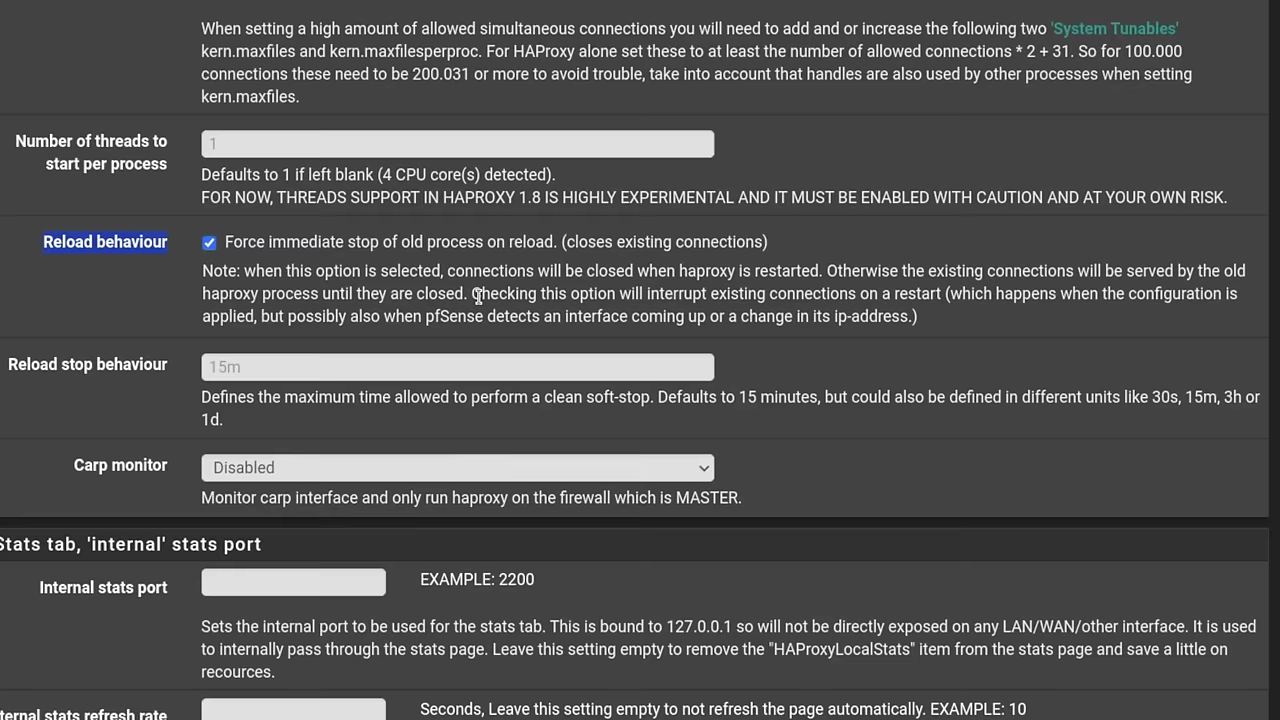 When setting a high amount of allowed simultaneous connections you will need to add and or increase the following two 'System Tunables'
kern.maxfiles and kern.maxfilesperproc. For HAProxy alone set these to at least the number of allowed connections * 2 + 31. So for 100.000
connections these need to be 200.031 or more to avoid trouble, take into account that handles are also used by other processes when setting
kern.maxfiles.
Number of threads to
start per process
1
Defaults to 1 if left blank (4 CPU core(s) detected).
FOR NOW, THREADS SUPPORT IN HAPROXY 1.8 IS HIGHLY EXPERIMENTAL AND IT MUST BE ENABLED WITH CAUTION AND AT YOUR OWN RISK.
Reload behaviour
Force immediate stop of old process on reload. (closes existing connections)
Note: when this option is selected, connections will be closed when haproxy is restarted. Otherwise the existing connections will be served by the old
haproxy process until they are closed. Checking this option will interrupt existing connections on a restart (which happens when the configuration is
applied, but possibly also when pfSense detects an interface coming up or a change in its ip-address.)
Reload stop behaviour
15m
Defines the maximum time allowed to perform a clean soft-stop. Defaults to 15 minutes, but could also be defined in different units like 30s, 15m, 3h or
1d.
Carp monitor
Disabled
Monitor carp interface and only run haproxy on the firewall which is MASTER.
Stats tab, 'internal' stats port
Internal stats port
EXAMPLE: 2200
Sets the internal port to be used for the stats tab. This is bound to 127.0.0.1 so will not be directly exposed on any LAN/WAN/other interface. It is used
to internally pass through the stats page. Leave this setting empty to remove the "HAProxyLocalStats" item from the stats page and save a little on
recources.
ternal stats refresh rate
Seconds, Leave this setting empty to not refresh the page automatically. EXAMPLE: 10